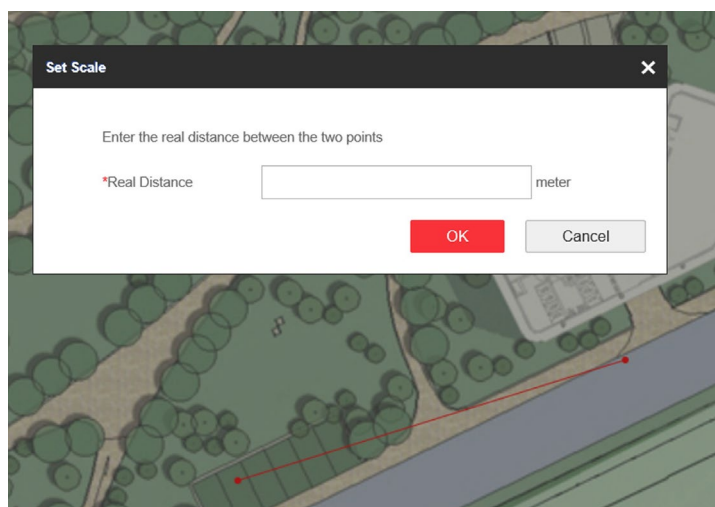 Set Scale
Enter the real distance between the two points
*Real Distance
meter
OK
Cancel